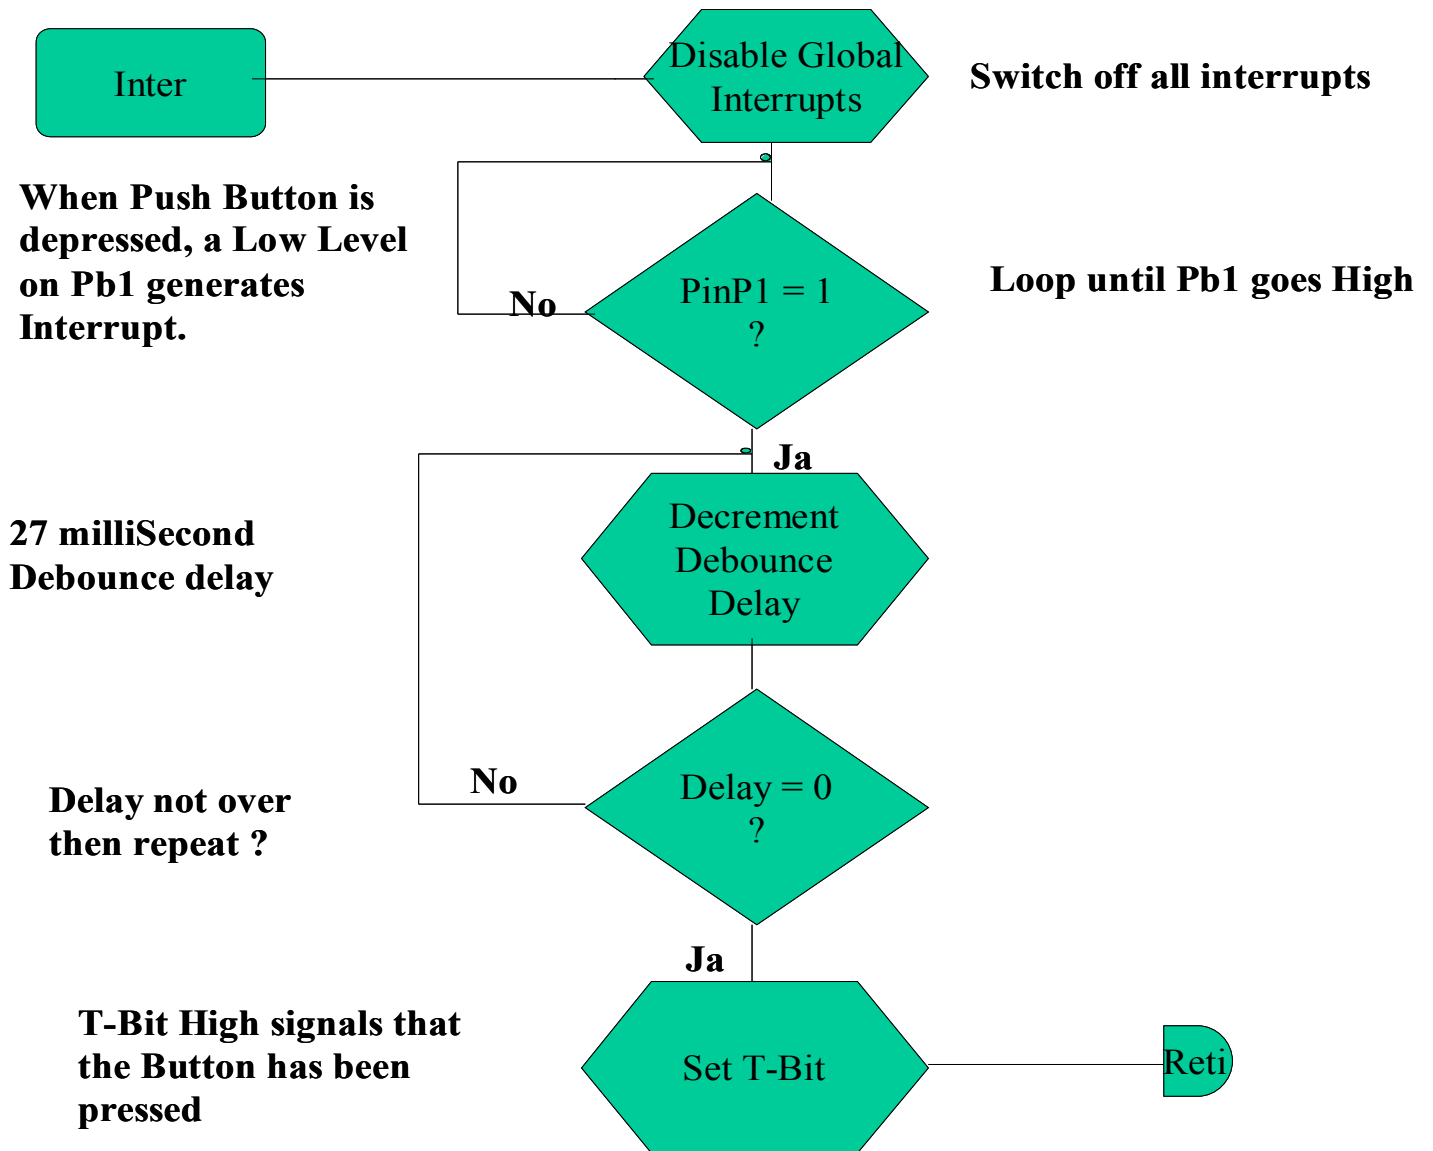 Inter
Disable Global
Interrupts
Switch off all interrupts
When Push Button is
depressed, a Low Level
on Pb1 generates
Interrupt.
No
PinP1 = 1
?
Loop until Pb1 goes High
Ja
27 milliSecond
Debounce delay
Decrement
Debounce
Delay
No
Delay = 0
?
Delay not over
then repeat ?
Ja
T-Bit High signals that
the Button has been
pressed
Set T-Bit
Reti